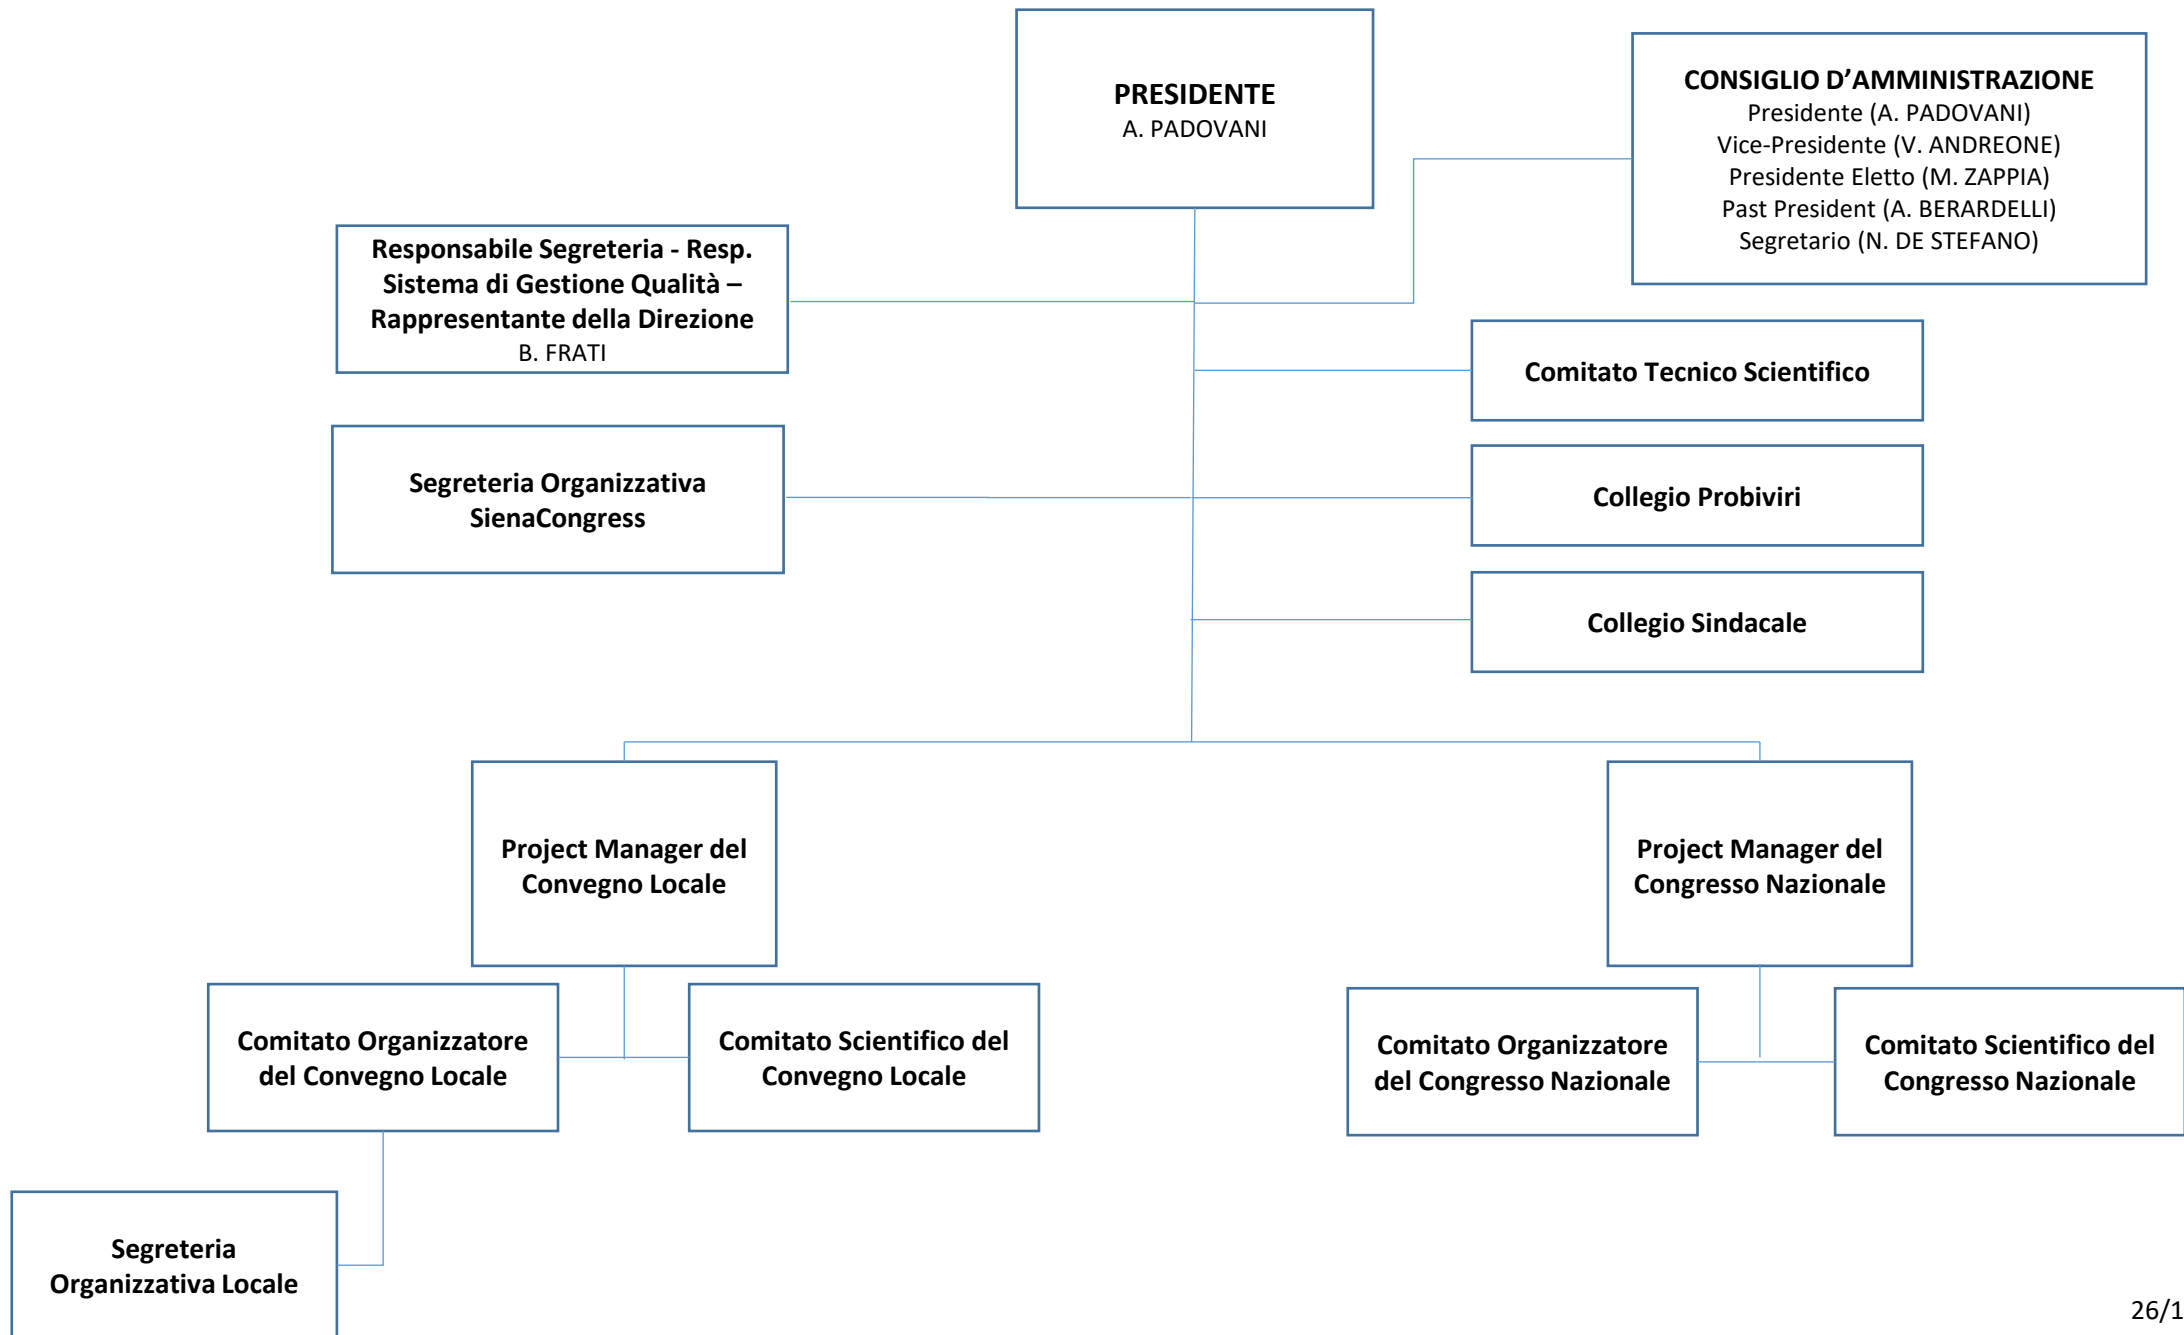 PRESIDENTE
A. PADOVANI
CONSIGLIO D’AMMINISTRAZIONE
Presidente (A. PADOVANI)
Vice-Presidente (V. ANDREONE)
Presidente Eletto (M. ZAPPIA)
Past President (A. BERARDELLI)
Segretario (N. DE STEFANO)
Responsabile Segreteria - Resp.
Sistema di Gestione Qualità –
Rappresentante della Direzione
B. FRATI
Comitato Tecnico Scientifico
Segreteria Organizzativa
SienaCongress
Collegio Probiviri
Collegio Sindacale
Project Manager del
Convegno Locale
Project Manager del
Congresso Nazionale
Comitato Organizzatore
del Convegno Locale
Comitato Scientifico del
Convegno Locale
Comitato Organizzatore
del Congresso Nazionale
Comitato Scientifico del
Congresso Nazionale
Segreteria
Organizzativa Locale
26/1